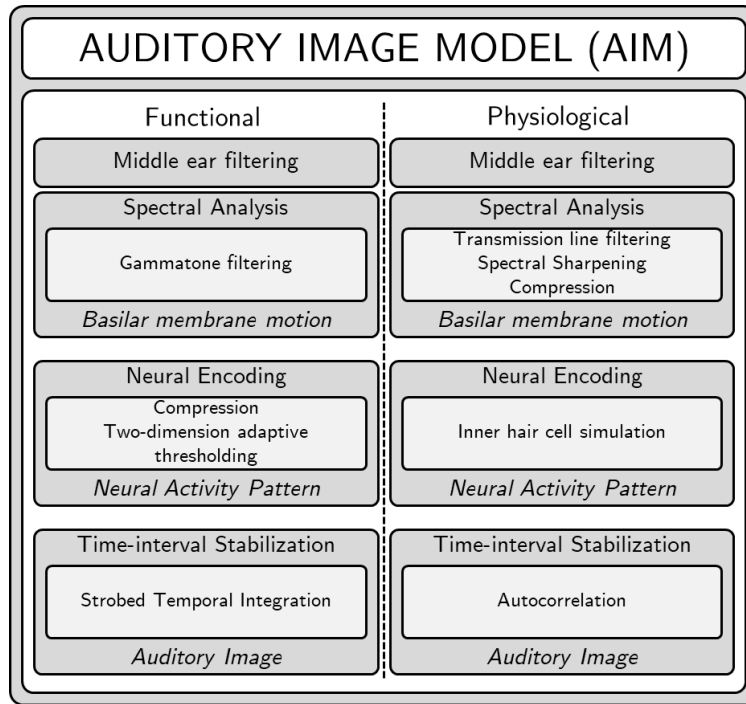 AUDITORY IMAGE MODEL (AIM)
Functional
Middle ear filtering
Spectral Analysis
Gammatone filtering
Basilar membrane motion
Neural Encoding
Compression
Two-dimension adaptive
thresholding
Neural Activity Pattern
Time-interval Stabilization
Strobed Temporal Integration
Auditory Image
Physiological
Middle ear filtering
Spectral Analysis
Transmission line filtering
Spectral Sharpening
Compression
Basilar membrane motion
Neural Encoding
Inner hair cell simulation
Neural Activity Pattern
Time-interval Stabilization
Autocorrelation
Auditory Image